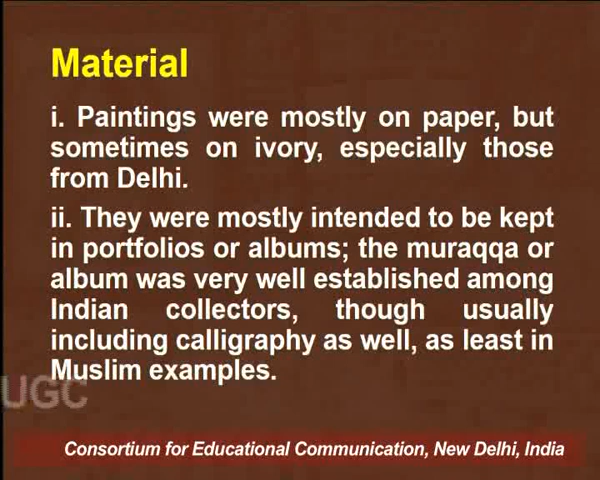 Material
i. Paintings were mostly on paper, but
sometimes on ivory, especially those
from Delhi.
ii. They were mostly intended to be kept
in portfolios or albums; the muraqqa or
album was very well established among
Indian collectors, though usually
including calligraphy as well, as least in
Muslim examples.
UGC
Consortium for Educational Communication, New Delhi, India